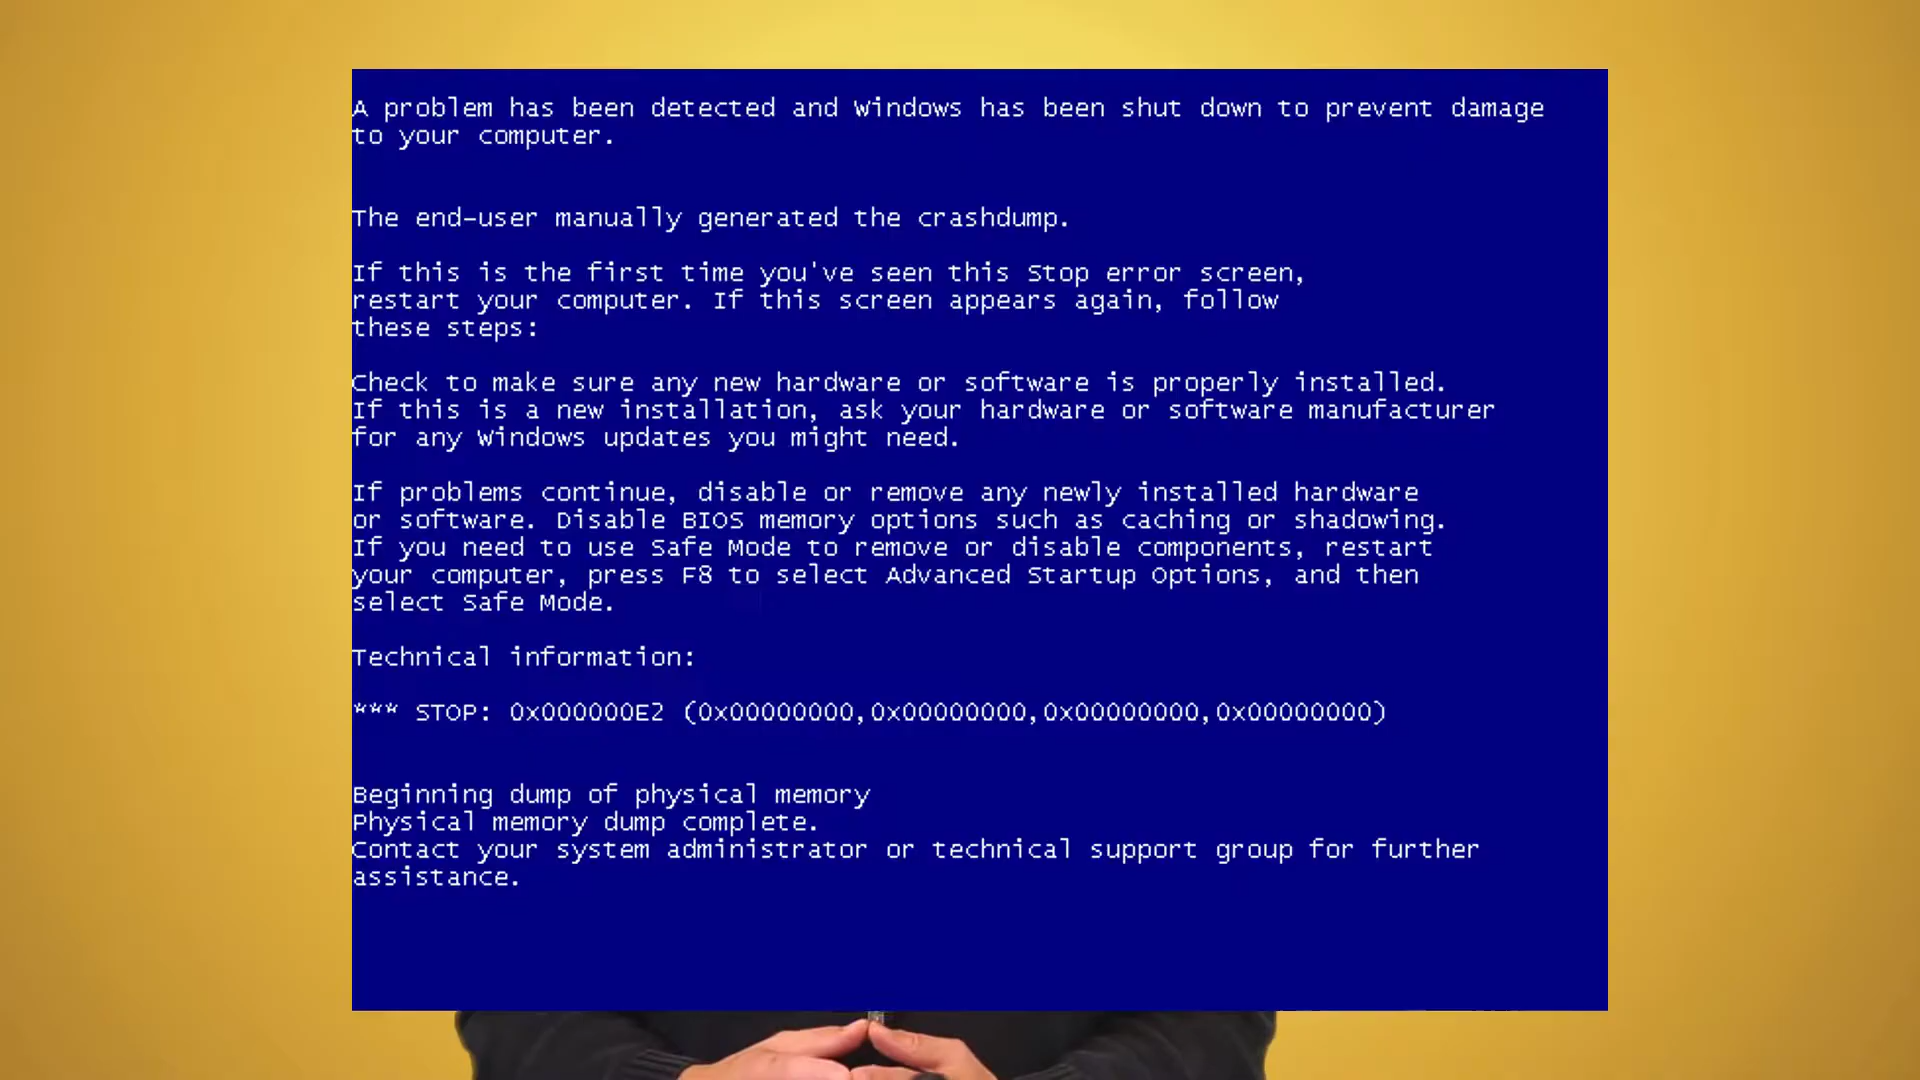 A problem has been detected and Windows has been shut down to prevent damage
to your computer.
The end-user manually generated the crashdump.
If this is the first time you've seen this Stop error screen,
restart your computer. If this screen appears again, follow
these steps:
Check to make sure any new hardware or software is properly installed.
If this is a new installation, ask your hardware or software manufacturer
for any Windows updates you might need.
If problems continue, disable or remove any newly installed hardware
or software. Disable BIOS memory options such as caching or shadowing.
If you need to use Safe Mode to remove or disable components, restart
your computer, press F8 to select Advanced Startup Options, and then
select Safe Mode.
Technical information:
*** STOP: 0x000000E2 (0x00000000,0x00000000,0x00000000,0x00000000)
Beginning dump of physical memory
Physical memory dump complete.
Contact your system administrator or technical support group for further
assistance.